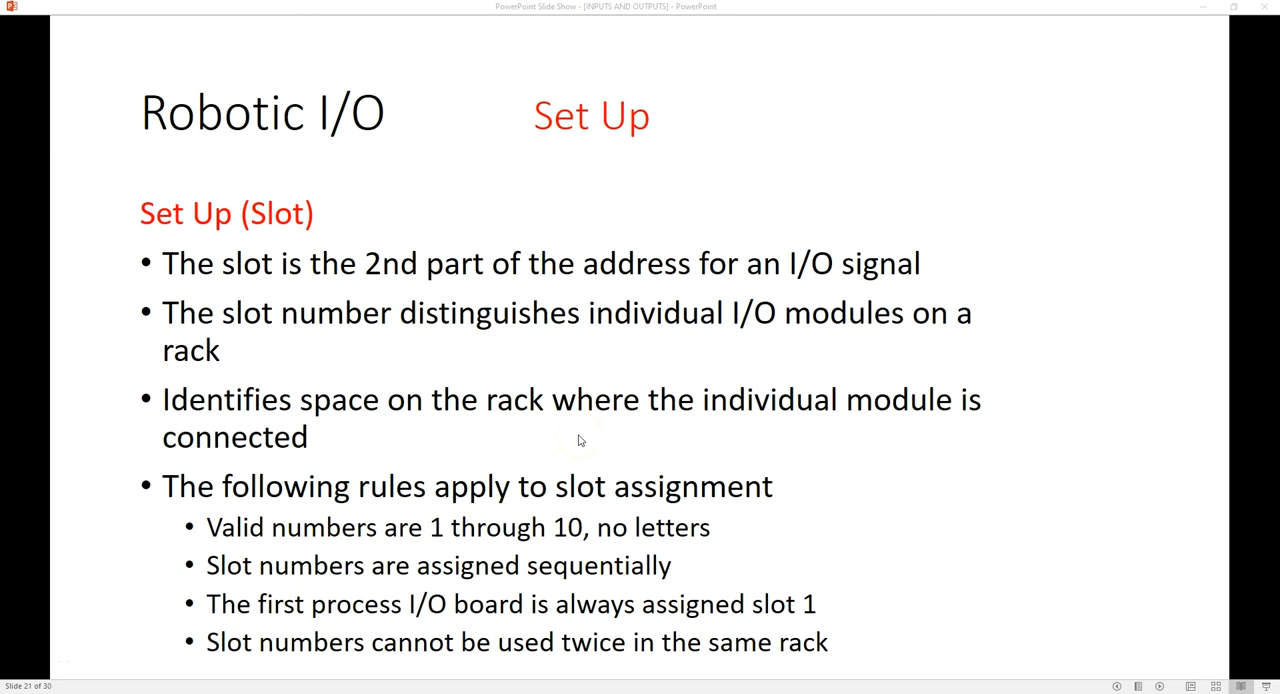 PowerPoint Slide Show - [INPUTS AND OUTPUTS] - PowerPoint
Robotic I/O Set Up
Set Up (Slot)
• The slot is the 2nd part of the address for an I/O signal
• The slot number distinguishes individual I/O modules on a
rack
• Identifies space on the rack where the individual module is
connected
• The following rules apply to slot assignment
• Valid numbers are 1 through 10, no letters
• Slot numbers are assigned sequentially
• The first process I/O board is always assigned slot 1
• Slot numbers cannot be used twice in the same rack
Slide 21 of 30